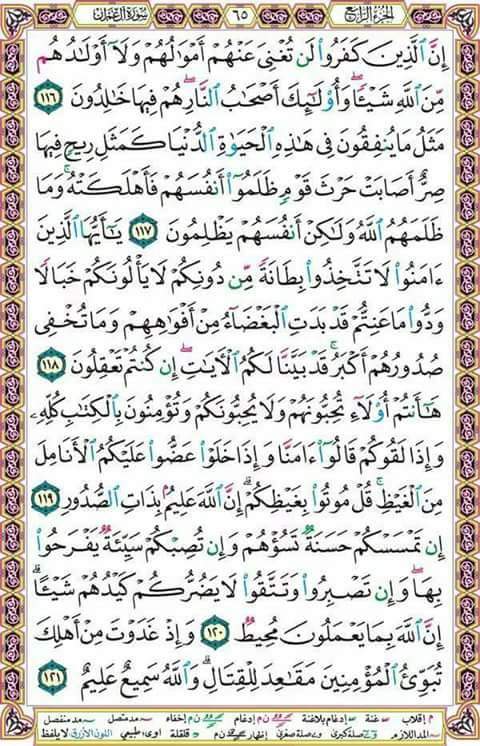 الجزء الرابع ٦٥ سورة آل عمران
إِنَّ ٱلَّذِينَ كَفَرُوا۟ لَن تُغْنِىَ عَنْهُمْ أَمْوَٰلُهُمْ وَلَآ أَوْلَـٰدُهُم
مِّنَ ٱللَّهِ شَيْـًٔا ۖ وَأُو۟لَـٰٓئِكَ أَصْحَـٰبُ ٱلنَّارِ ۚ هُمْ فِيهَا خَـٰلِدُونَ ١١٦
مَثَلُ مَا يُنفِقُونَ فِى هَـٰذِهِ ٱلْحَيَوٰةِ ٱلدُّنْيَا كَمَثَلِ رِيحٍ فِيهَا
صِرٌّ أَصَابَتْ حَرْثَ قَوْمٍ ظَلَمُوٓا۟ أَنفُسَهُمْ فَأَهْلَكَتْهُ ۚ وَمَا
ظَلَمَهُمُ ٱللَّهُ وَلَـٰكِنْ أَنفُسَهُمْ يَظْلِمُونَ ١١٧ يَـٰٓأَيُّهَا ٱلَّذِينَ
ءَامَنُوا۟ لَا تَتَّخِذُوا۟ بِطَانَةً مِّن دُونِكُمْ لَا يَأْلُونَكُمْ خَبَالًا
وَدُّوا۟ مَا عَنِتُّمْ قَدْ بَدَتِ ٱلْبَغْضَآءُ مِنْ أَفْوَٰهِهِمْ وَمَا تُخْفِى
صُدُورُهُمْ أَكْبَرُ ۚ قَدْ بَيَّنَّا لَكُمُ ٱلْـَٔايَـٰتِ ۖ إِن كُنتُمْ تَعْقِلُونَ ١١٨
هَـٰٓأَنتُمْ أُو۟لَآءِ تُحِبُّونَهُمْ وَلَا يُحِبُّونَكُمْ وَتُؤْمِنُونَ بِٱلْكِتَـٰبِ كُلِّهِۦ
وَإِذَا لَقُوكُمْ قَالُوٓا۟ ءَامَنَّا وَإِذَا خَلَوْا۟ عَضُّوا۟ عَلَيْكُمُ ٱلْأَنَامِلَ
مِنَ ٱلْغَيْظِ ۚ قُلْ مُوتُوا۟ بِغَيْظِكُمْ ۗ إِنَّ ٱللَّهَ عَلِيمٌۢ بِذَاتِ ٱلصُّدُورِ ١١٩
إِن تَمْسَسْكُمْ حَسَنَةٌ تَسُؤْهُمْ وَإِن تُصِبْكُمْ سَيِّئَةٌ يَفْرَحُوا۟
بِهَا ۖ وَإِن تَصْبِرُوا۟ وَتَتَّقُوا۟ لَا يَضُرُّكُمْ كَيْدُهُمْ شَيْـًٔا ۗ
إِنَّ ٱللَّهَ بِمَا يَعْمَلُونَ مُحِيطٌ ١٢٠ وَإِذْ غَدَوْتَ مِنْ أَهْلِكَ
تُبَوِّئُ ٱلْمُؤْمِنِينَ مَقَـٰعِدَ لِلْقِتَالِ ۗ وَٱللَّهُ سَمِيعٌ عَلِيمٌ ١٢١
م إقلاب غنة إدغام بلاغنة ن م إدغام ن م إخفاء مد متصل مد منفصل
المد اللازم صلة كبرى صلة صغرى إظهار قلقلة طبيعي اللون الأزرق لا يلفظ